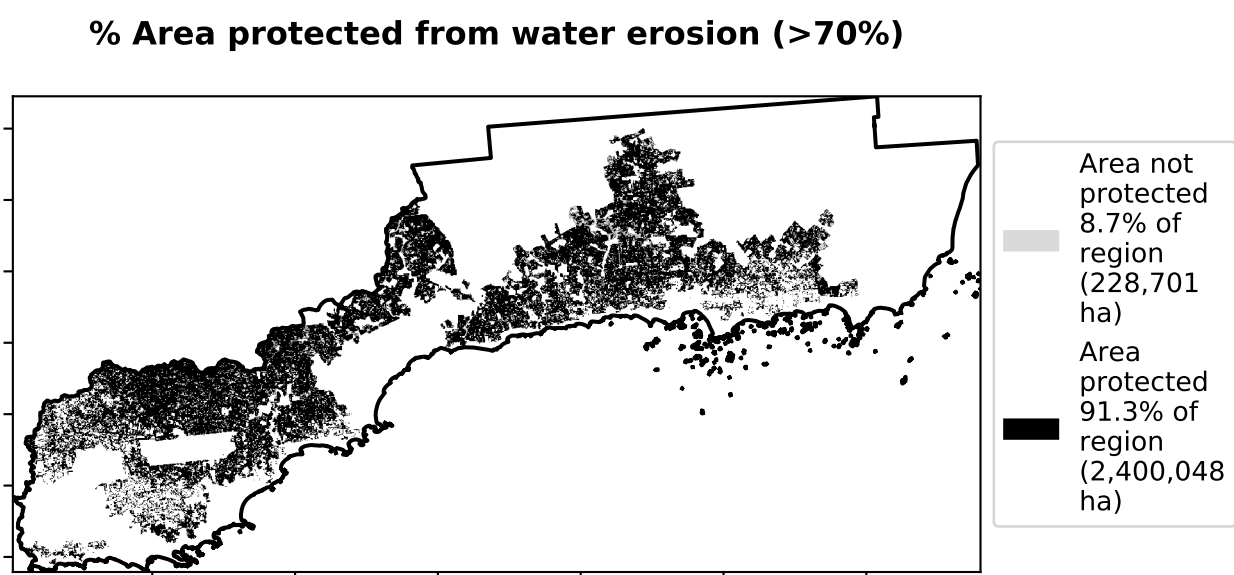 % Area protected from water erosion (>70%)
Area not
protected
8.7% of
region
(228,701
ha)
Area
protected
91.3% of
region
(2,400,048
ha)